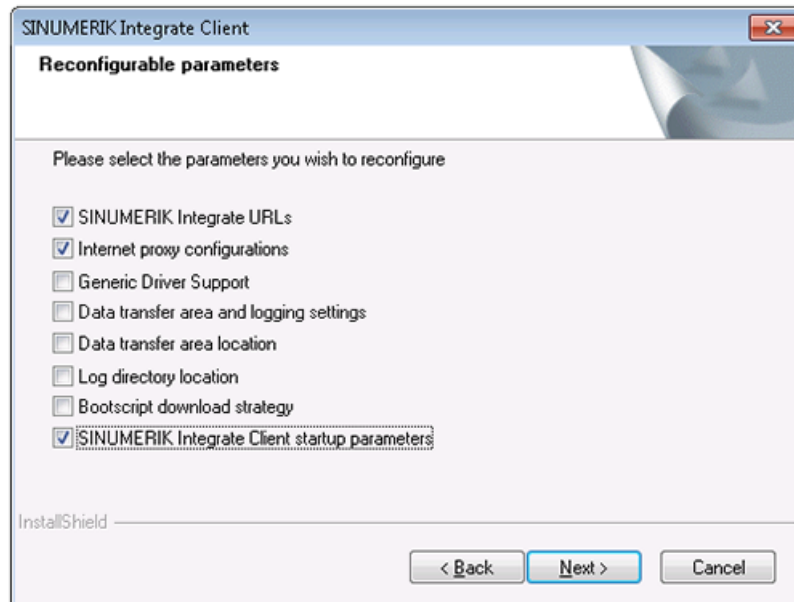 SINUMERIK Integrate Client
Reconfigurable parameters
Please select the parameters you wish to reconfigure
SINUMERIK Integrate URLs
Internet proxy configurations
Generic Driver Support
Data transfer area and logging settings
Data transfer area location
Log directory location
Bootscript download strategy
SINUMERIK Integrate Client startup parameters
InstallShield
< Back
Next >
Cancel